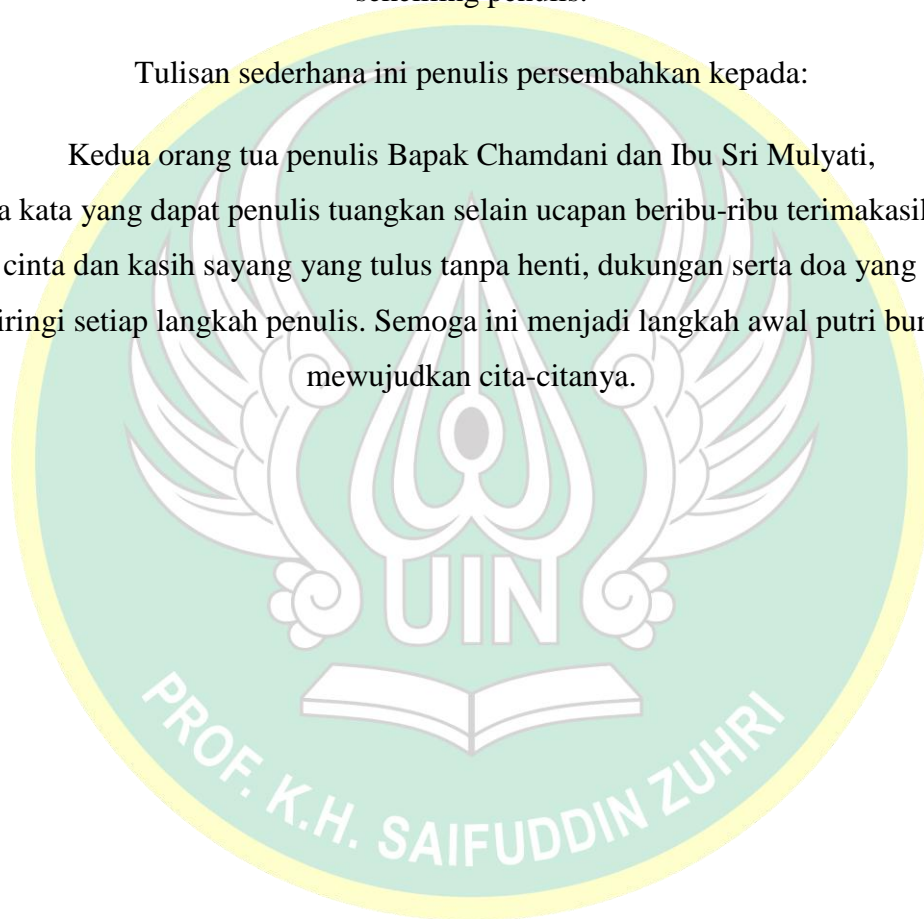 penulis.
Tulisan sederhana ini penulis persembahkan kepada:
Kedua orang tua penulis Bapak Chamdani dan Ibu Sri Mulyati,
kata yang dapat penulis tuangkan selain ucapan beribu-ribu
cinta dan kasih sayang yang tulus tanpa henti, dukungan serta doa yang
setiap langkah penulis. Semoga ini menjadi langkah awal putri
mewujudkan cita-citanya.
UIN
PROF. K.H. SAIFUDDIN ZUHRI